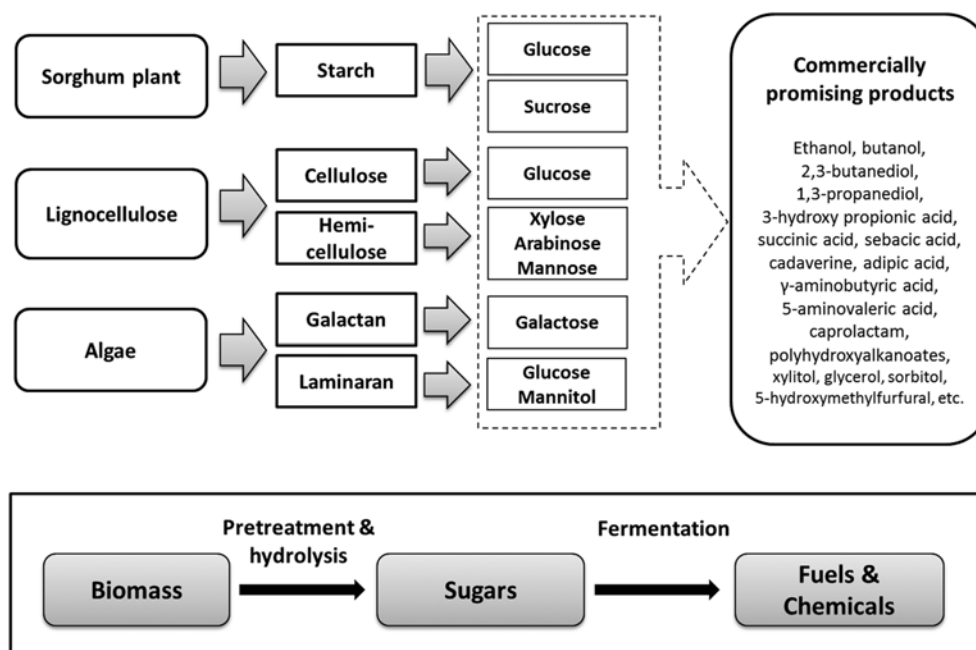 Sorghum plant
Starch
Glucose
Sucrose
Lignocellulose
Cellulose
Glucose
Hemi-
cellulose
Xylose
Arabinose
Mannose
Algae
Galactan
Galactose
Laminaran
Glucose
Mannitol
Commercially
promising products
Ethanol, butanol,
2,3-butanediol,
1,3-propanediol,
3-hydroxy propionic acid,
succinic acid, sebacic acid,
cadaverine, adipic acid,
γ-aminobutyric acid,
5-aminovaleric acid,
caprolactam,
polyhydroxyalkanoates,
xylitol, glycerol, sorbitol,
5-hydroxymethylfurfural, etc.
Biomass
Pretreatment &
hydrolysis
Sugars
Fermentation
Fuels &
Chemicals